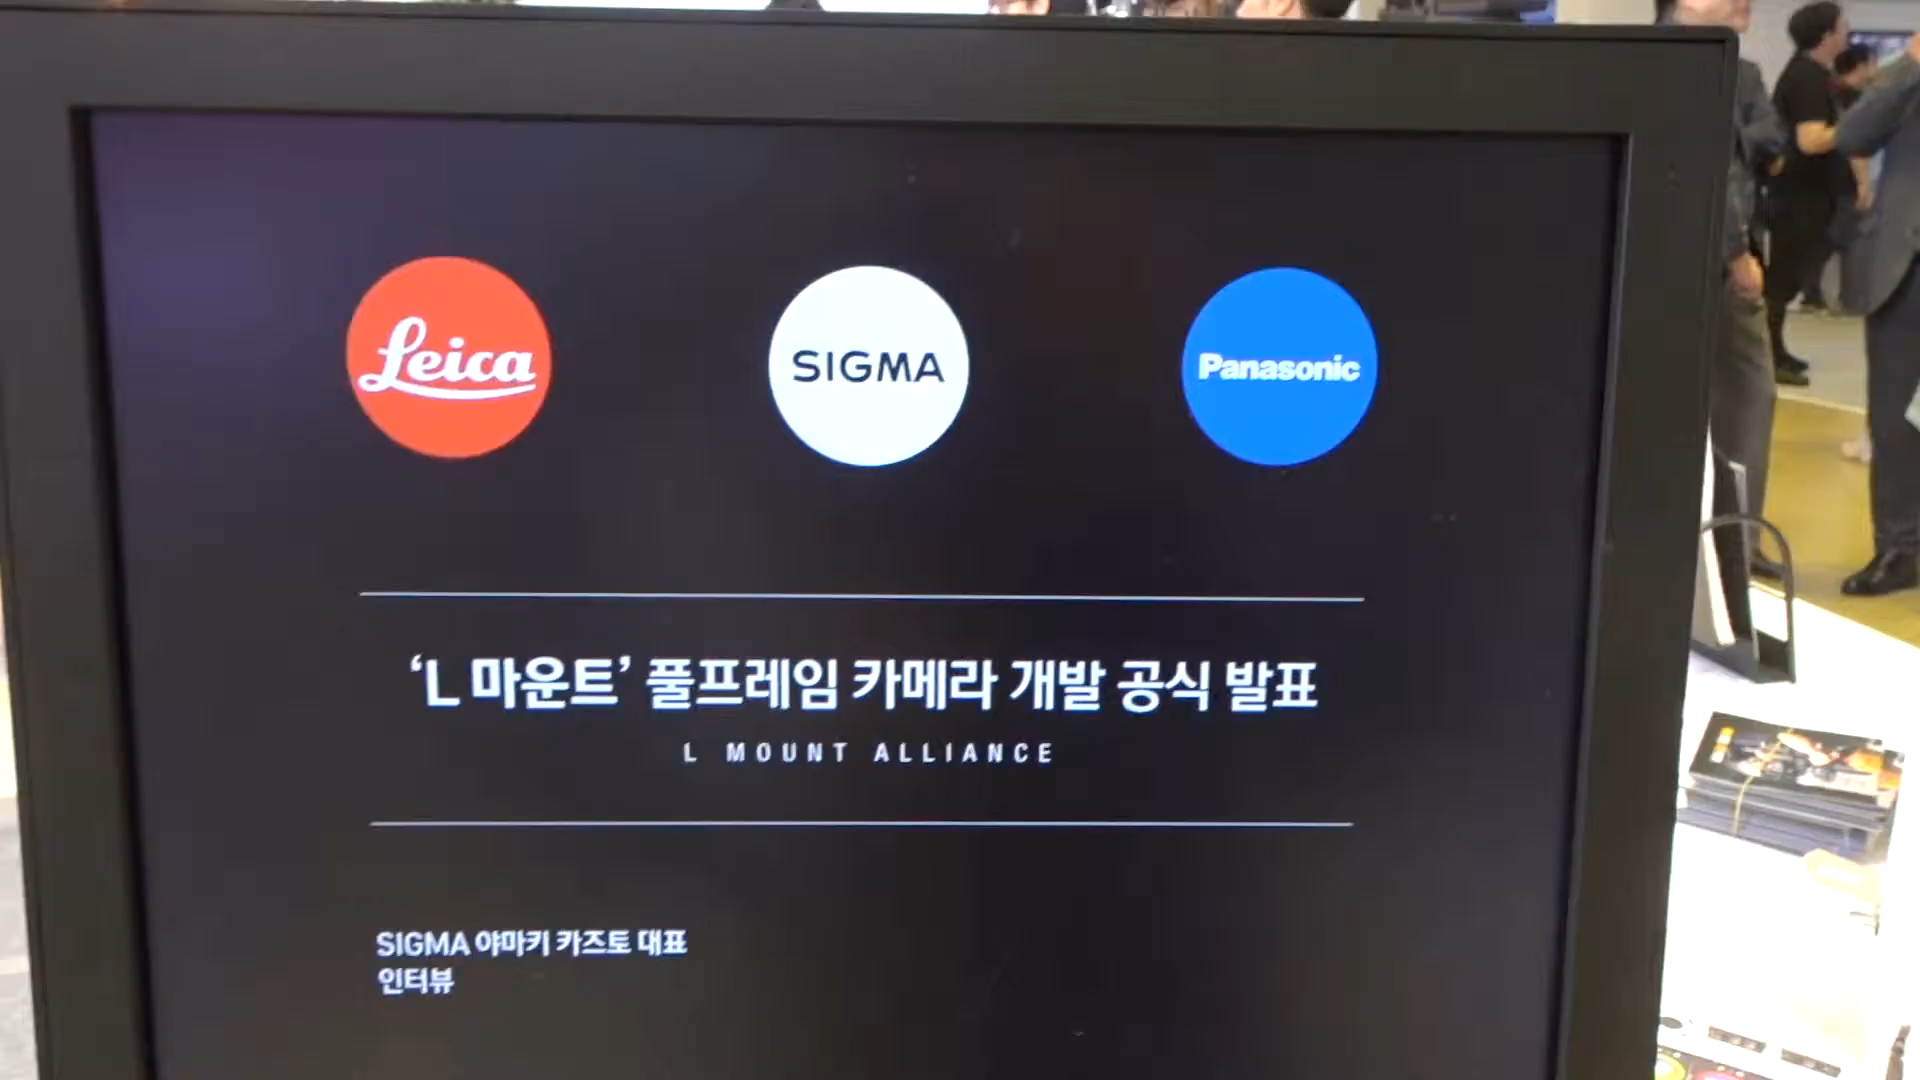 Leica
SIGMA
Panasonic
‘L 마운트’ 풀프레임 카메라 개발 공식 발표
L MOUNT ALLIANCE
SIGMA 야마키 카즈토 대표
인터뷰